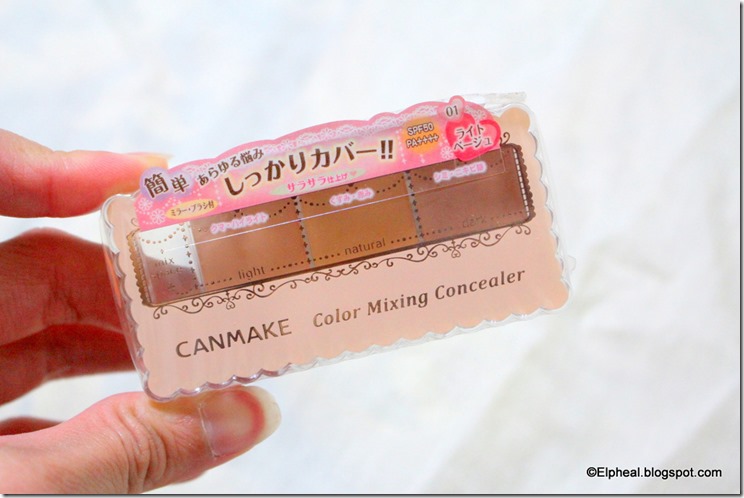 01
ライト
ベージュ
SPF50
PA++++
簡単 あらゆる悩み
しっかりカバー!!
サラサラ仕上げ
ミラー・ブラシ付
light
natural
dark
CANMAKE Color Mixing Concealer
©Elpheal.blogspot.com